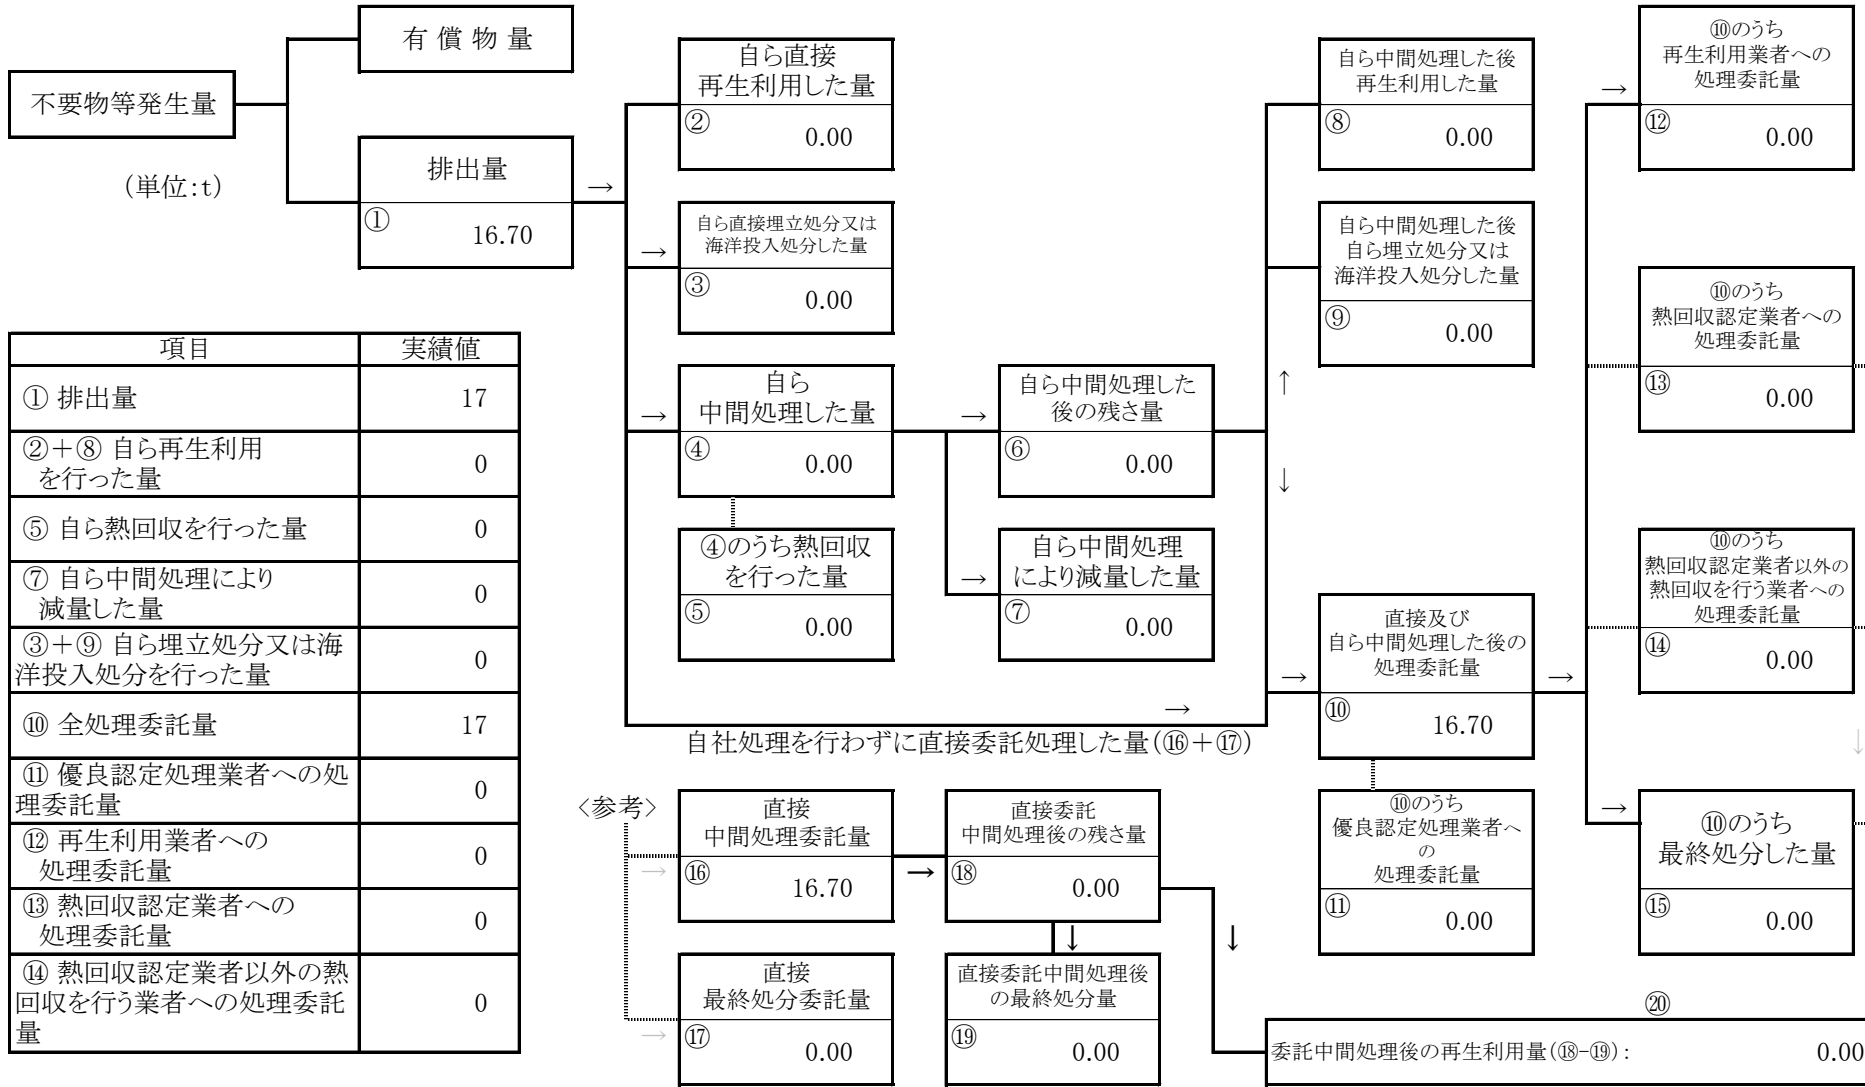 有 償 物 量
不要物等発生量
(単位:t)
排出量
①
16.70
→
自ら直接
再生利用した量
②
0.00
→
自ら直接埋立処分又は
海洋投入処分した量
③
0.00
→
自ら
中間処理した量
④
0.00
④のうち熱回収
を行った量
⑤
0.00
→
自ら中間処理した
後の残さ量
⑥
0.00
→
自ら中間処理
により減量した量
⑦
0.00
↑
↓
自ら中間処理した後
再生利用した量
⑧
0.00
自ら中間処理した後
自ら埋立処分又は
海洋投入処分した量
⑨
0.00
→
直接及び
自ら中間処理した後の
処理委託量
⑩
16.70
⑩のうち
優良認定処理業者へ
の
処理委託量
⑪
0.00
→
→
⑩のうち
再生利用業者への
処理委託量
⑫
0.00
⑩のうち
熱回収認定業者への
処理委託量
⑬
0.00
⑩のうち
熱回収認定業者以外の
熱回収を行う業者への
処理委託量
⑭
0.00
↓
→
⑩のうち
最終処分した量
⑮
0.00
→
自社処理を行わずに直接委託処理した量(⑯+⑰)
<参考>
→
直接
中間処理委託量
⑯
16.70
→
直接委託
中間処理後の残さ量
⑱
0.00
↓
↓
→
直接
最終処分委託量
⑰
0.00
直接委託中間処理後
の最終処分量
⑲
0.00
⑳
委託中間処理後の再生利用量(⑱-⑲): 0.00
項目 実績値
① 排出量 17
②+⑧ 自ら再生利用
を行った量 0
⑤ 自ら熱回収を行った量 0
⑦ 自ら中間処理により
減量した量 0
③+⑨ 自ら埋立処分又は海
洋投入処分を行った量 0
⑩ 全処理委託量 17
⑪ 優良認定処理業者への処
理委託量 0
⑫ 再生利用業者への
処理委託量 0
⑬ 熱回収認定業者への
処理委託量 0
⑭ 熱回収認定業者以外の熱
回収を行う業者への処理委託
量 0